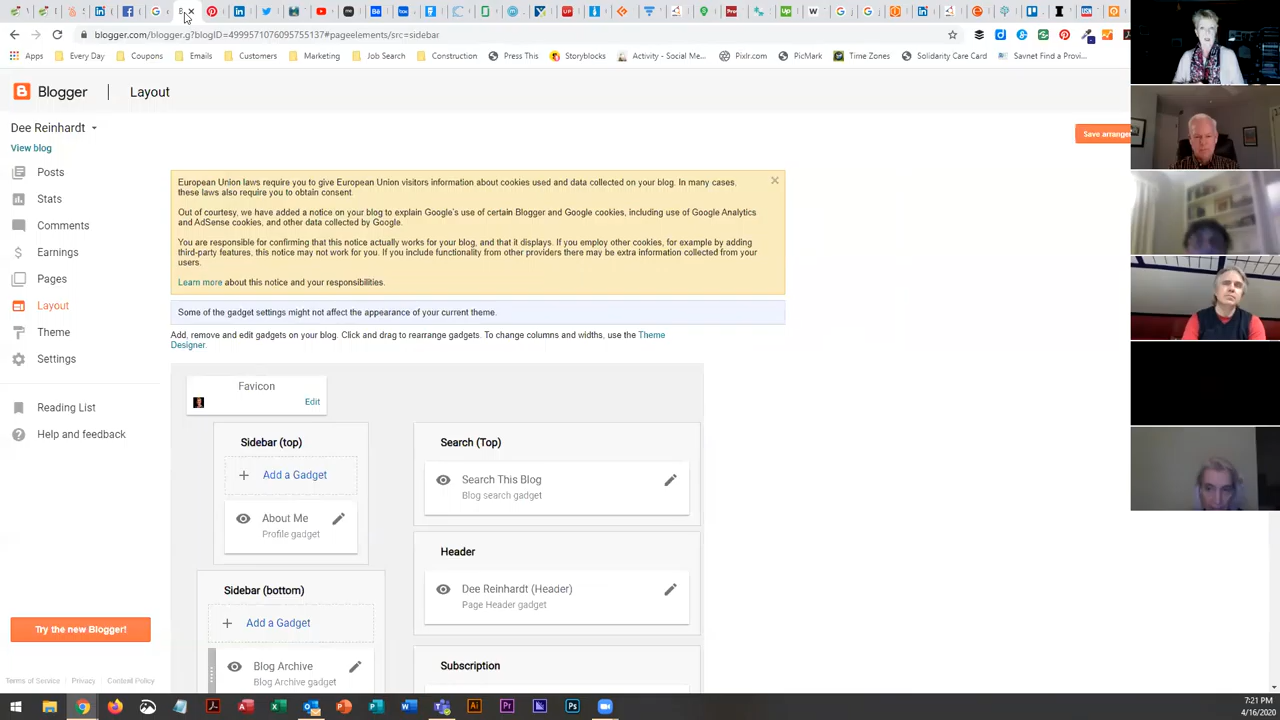 blogger.com/blogger.g?blogID=4999571076095755137#pageelements/src=sidebar
Apps
Every Day
Coupons
Emails
Customers
Marketing
Job Search
Construction
Press This
Storyblocks
Activity - Social Me...
Pixlr.com
PicMark
Time Zones
Solidanty Care Card
Savnet Find a Provi...
Blogger
Layout
Dee Reinhardt
View blog
Save arrange
Posts
Stats
Comments
Earnings
Pages
Layout
Theme
Settings
Reading List
Help and feedback
Try the new Blogger!
Terms of Service
Privacy
Content Policy
European Union laws require you to give European Union visitors information about cookies used and data collected on your blog. In many cases,
these laws also require you to obtain consent.
Out of courtesy, we have added a notice on your blog to explain Google's use of certain Blogger and Google cookies, including use of Google Analytics
and AdSense cookies, and other data collected by Google.
You are responsible for confirming that this notice actually works for your blog, and that it displays. If you employ other cookies, for example by adding
third-party features, this notice may not work for you. If you include functionality from other providers there may be extra information collected from your
users.
Learn more about this notice and your responsibilities.
Some of the gadget settings might not affect the appearance of your current theme.
Add, remove and edit gadgets on your blog. Click and drag to rearrange gadgets. To change columns and widths, use the Theme
Designer.
Favicon
Edit
Sidebar (top)
Add a Gadget
About Me
Profile gadget
Sidebar (bottom)
Add a Gadget
Blog Archive
Blog Archive gadget
Search (Top)
Search This Blog
Blog search gadget
Header
Dee Reinhardt (Header)
Page Header gadget
Subscription
7:21 PM
4/16/2020